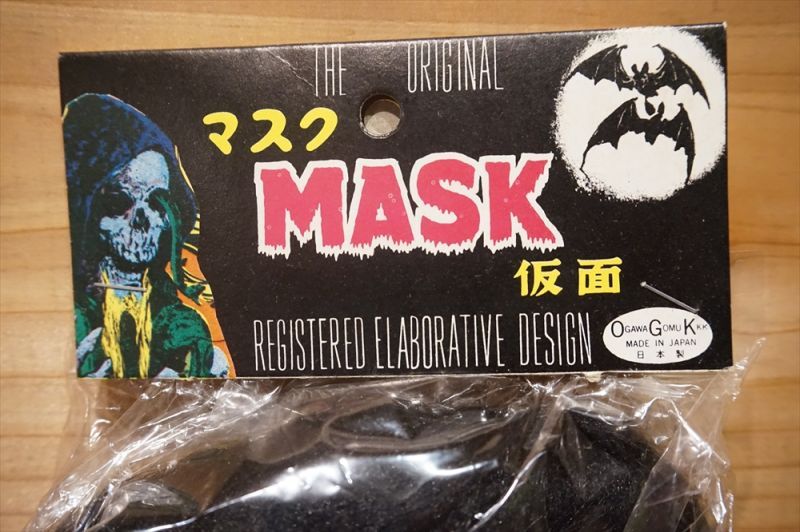 THE ORIGINAL
マスク
MASK
仮面
REGISTERED ELABORATIVE DESIGN
OGAWA GOMU K KK
MADE IN JAPAN
日本製